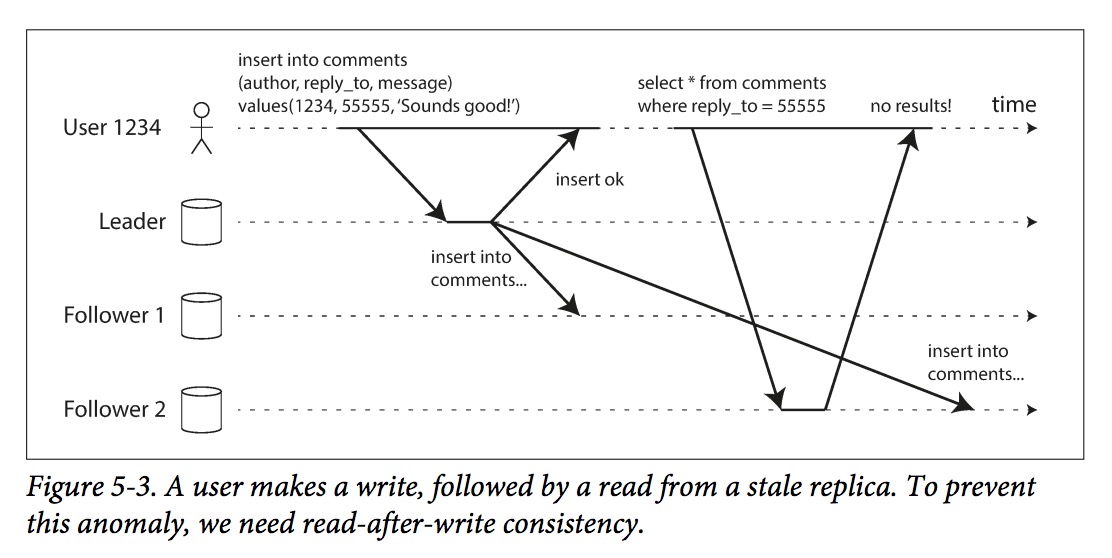 insert into comments
(author, reply_to, message)
values(1234, 55555, ‘Sounds good!’)
select * from comments
where reply_to = 55555
no results!
time
User 1234
insert ok
Leader
insert into
comments...
Follower 1
insert into
comments...
Follower 2
Figure 5-3. A user makes a write, followed by a read from a stale replica. To prevent
this anomaly, we need read-after-write consistency.